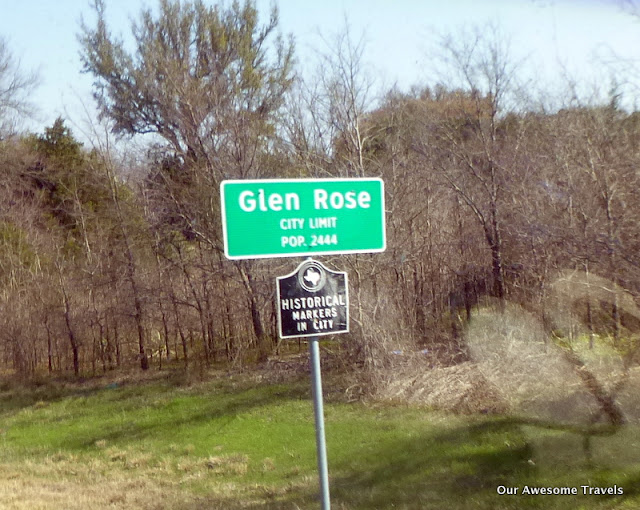 Glen Rose
CITY LIMIT
POP. 2444
HISTORICAL
MARKERS
IN CITY
Our Awesome Travels